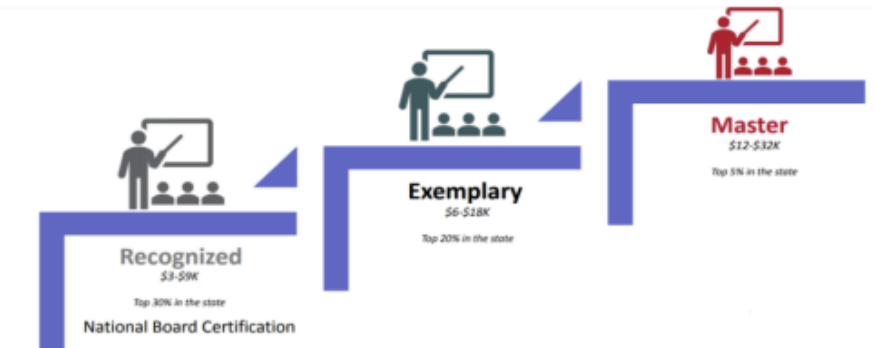 Recognized
$3-$9K
Top 30% in the state
National Board Certification
Exemplary
$6-$18K
Top 20% in the state
Master
$12-$32K
Top 5% in the state